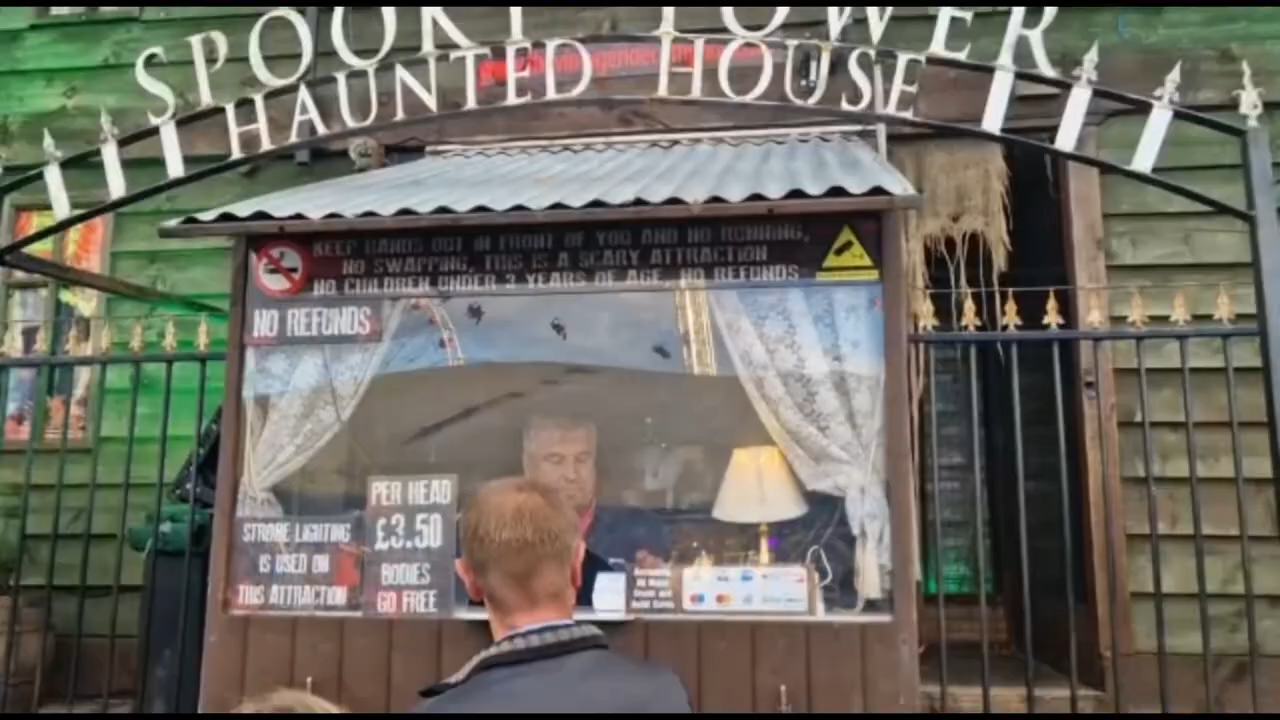 SPOOKY TOWER
HAUNTED HOUSE
KEEP HANDS OUT IN FRONT OF YOU AND NO RUNNING,
NO SWAPPING, THIS IS A SCARY ATTRACTION
NO CHILDREN UNDER 3 YEARS OF AGE, NO REFUNDS
NO REFUNDS
PER HEAD
£3.50
BODIES
GO FREE
STROBE LIGHTING
IS USED ON
THIS ATTRACTION